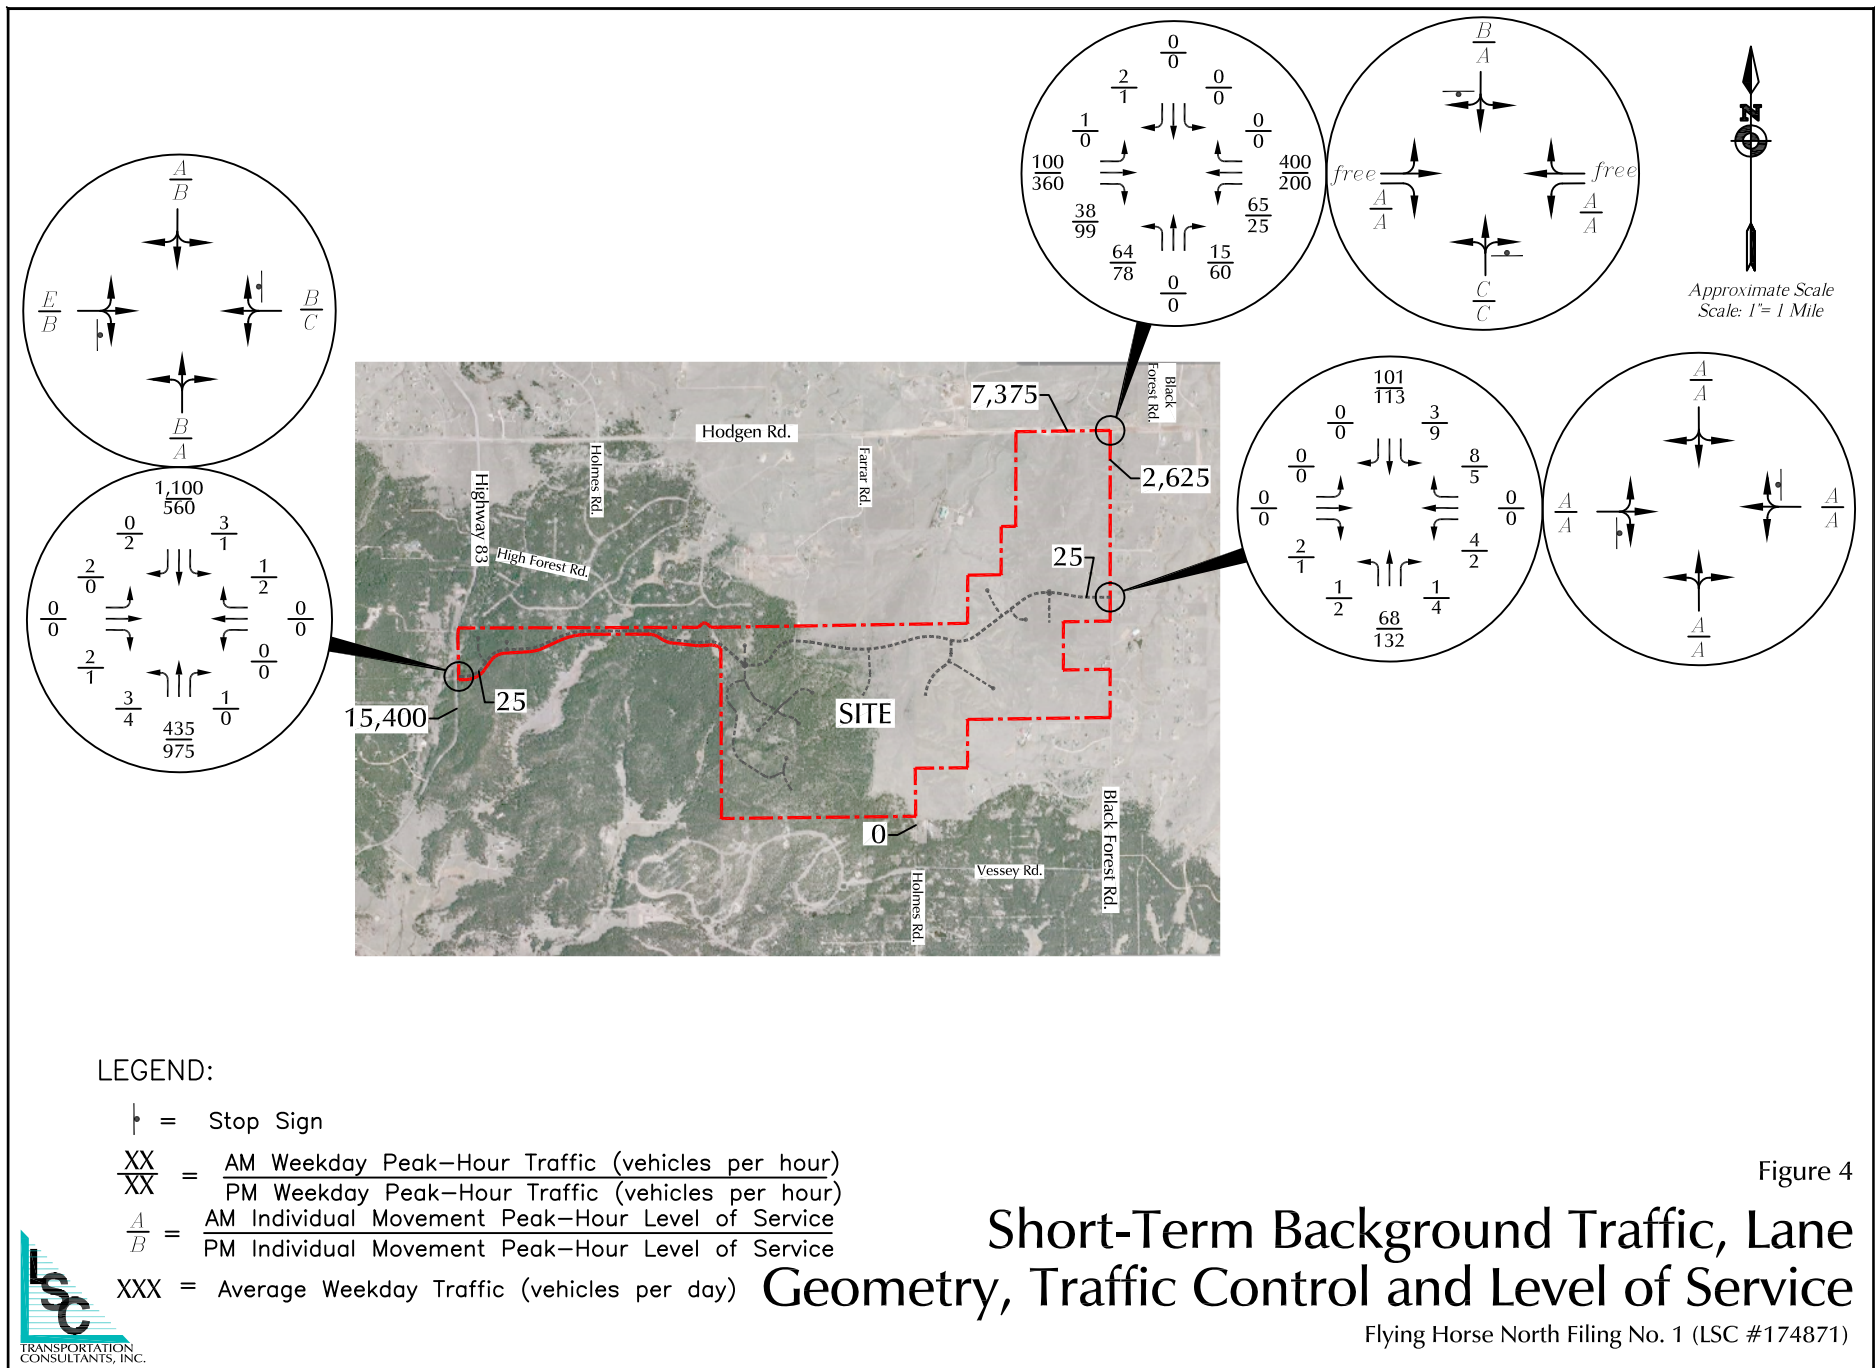 0
0
2
1
0
0
1
0
0
0
100
360
400
200
38
99
65
25
64
78
15
60
0
0
B
A
free
A
A
free
A
A
C
C
N
Approximate Scale
Scale: 1"= 1 Mile
A
B
E
B
B
C
B
A
1,100
560
0
2
3
1
2
0
1
2
0
0
0
0
2
1
0
0
3
4
1
0
435
975
101
113
0
0
3
9
0
0
8
5
0
0
0
0
2
1
4
2
1
2
1
4
68
132
A
A
A
A
A
A
A
A
7,375
Black
Forest Rd.
Hodgen Rd.
Holmes Rd.
Farrar Rd.
2,625
Highway 83
High Forest Rd.
25
25
15,400
SITE
0
Black Forest Rd.
Vessey Rd.
Holmes Rd.
LEGEND:
= Stop Sign
XX
XX
= AM Weekday Peak-Hour Traffic (vehicles per hour)
PM Weekday Peak-Hour Traffic (vehicles per hour)
A
B
= AM Individual Movement Peak-Hour Level of Service
PM Individual Movement Peak-Hour Level of Service
XXX = Average Weekday Traffic (vehicles per day)
LSC
TRANSPORTATION
CONSULTANTS, INC.
Figure 4
Short-Term Background Traffic, Lane
Geometry, Traffic Control and Level of Service
Flying Horse North Filing No. 1 (LSC #174871)